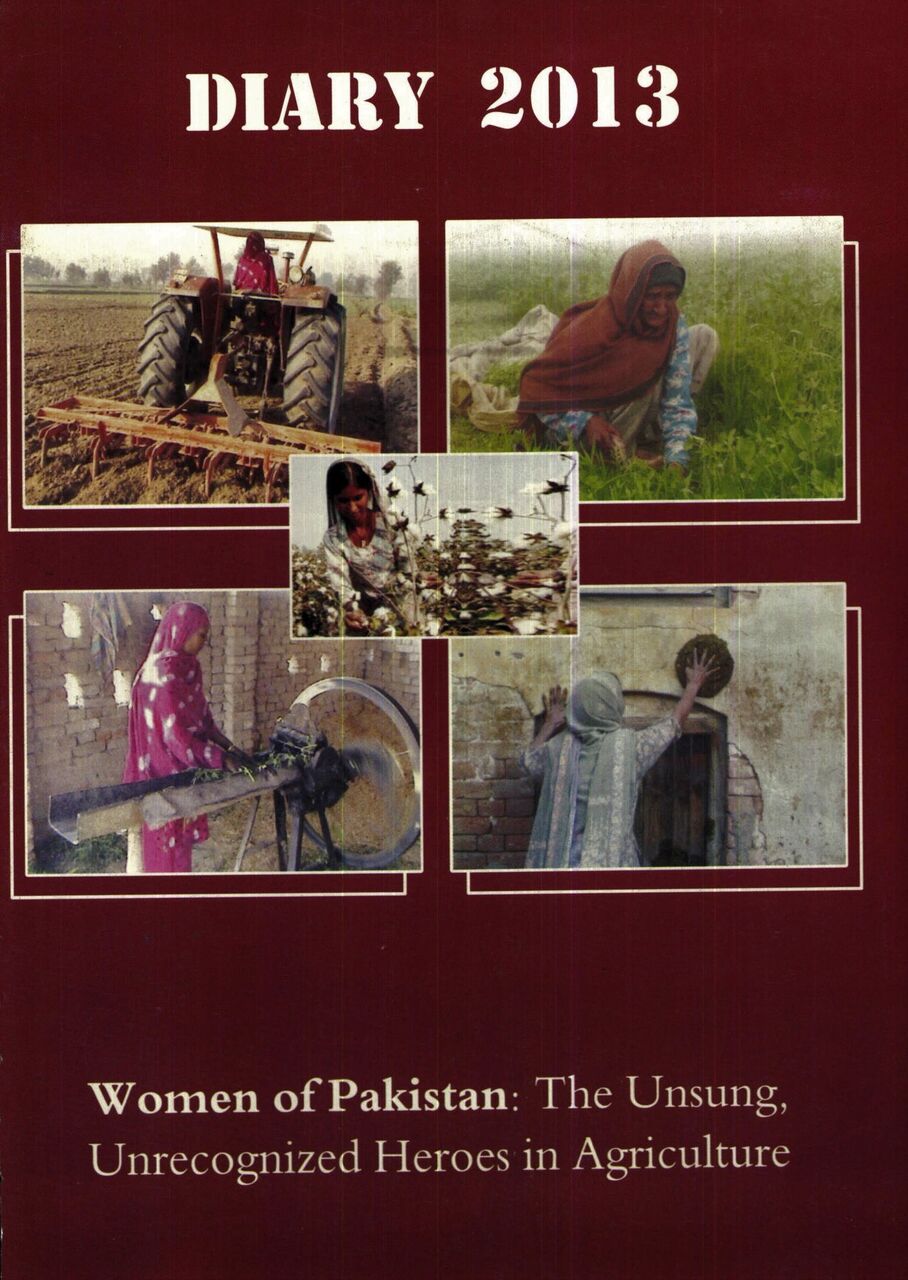 DIARY 2013
Women of Pakistan: The Unsung,
Unrecognized Heroes in Agriculture